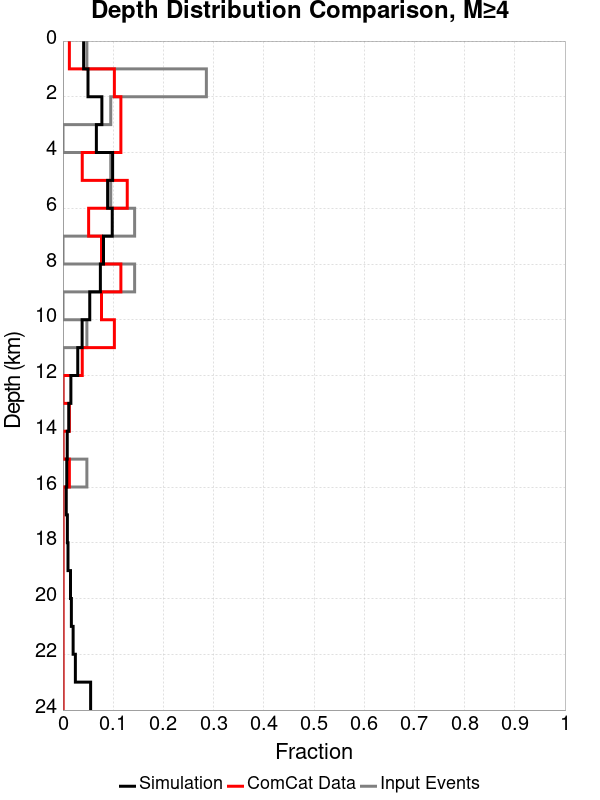 Depth Distribution Comparison, M≥4
0
2
4
6
8
10
12
14
16
18
20
22
24
Depth (km)
0 0.1 0.2 0.3 0.4 0.5 0.6 0.7 0.8 0.9 1
Fraction
Simulation ComCat Data Input Events